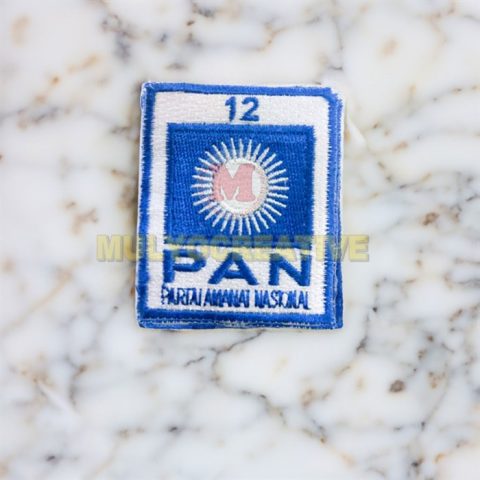 12
M
MULYOCREATIVE
PAN
PARTAI AMANAT NASIONAL